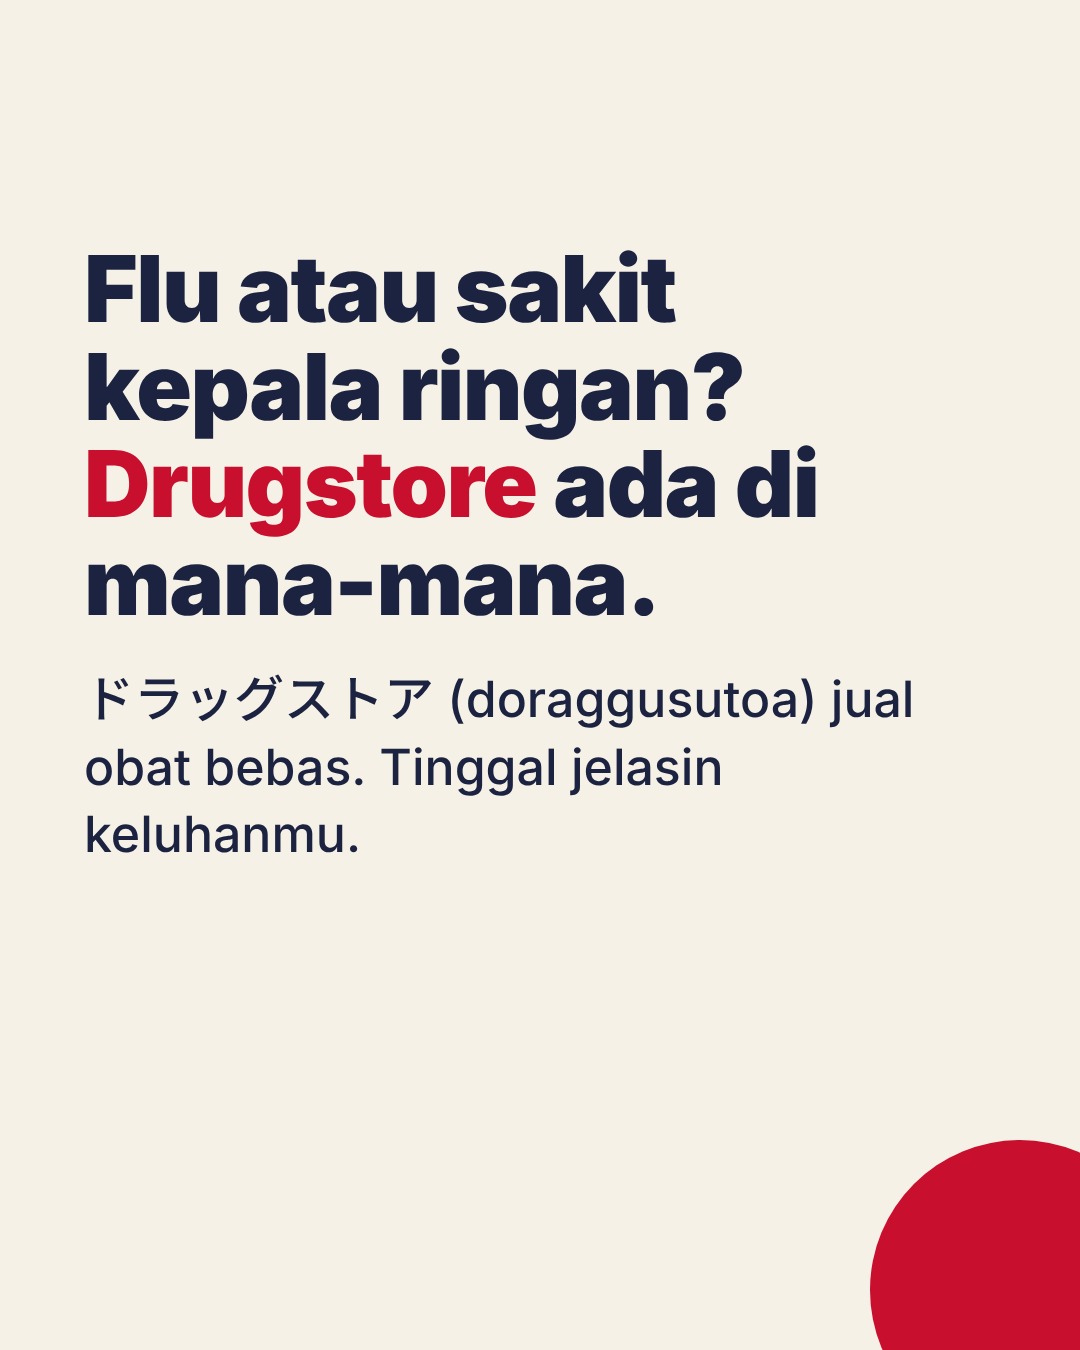 Flu atau sakit
kepala ringan?
Drugstore ada di
mana-mana.
ドラッグストア (doraggusutoa) jual
obat bebas. Tinggal jelasin
keluhanmu.